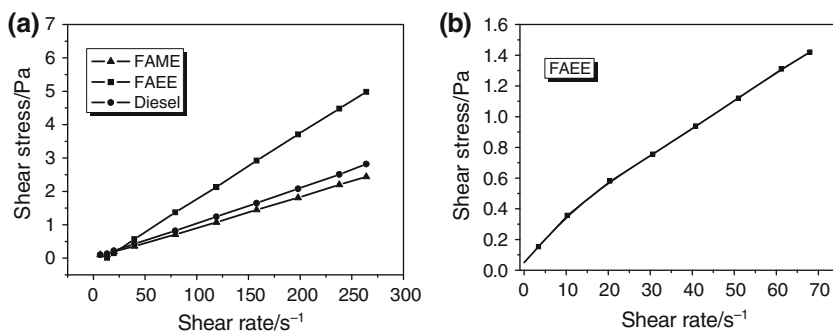 (a)
7
6
5
4
3
2
1
0
Shear stress/Pa
FAME
FAEE
Diesel
0 50 100 150 200 250 300
Shear rate/s⁻¹
(b)
1.6
1.4
1.2
1.0
0.8
0.6
0.4
0.2
0.0
Shear stress/Pa
FAEE
0 10 20 30 40 50 60 70
Shear rate/s⁻¹